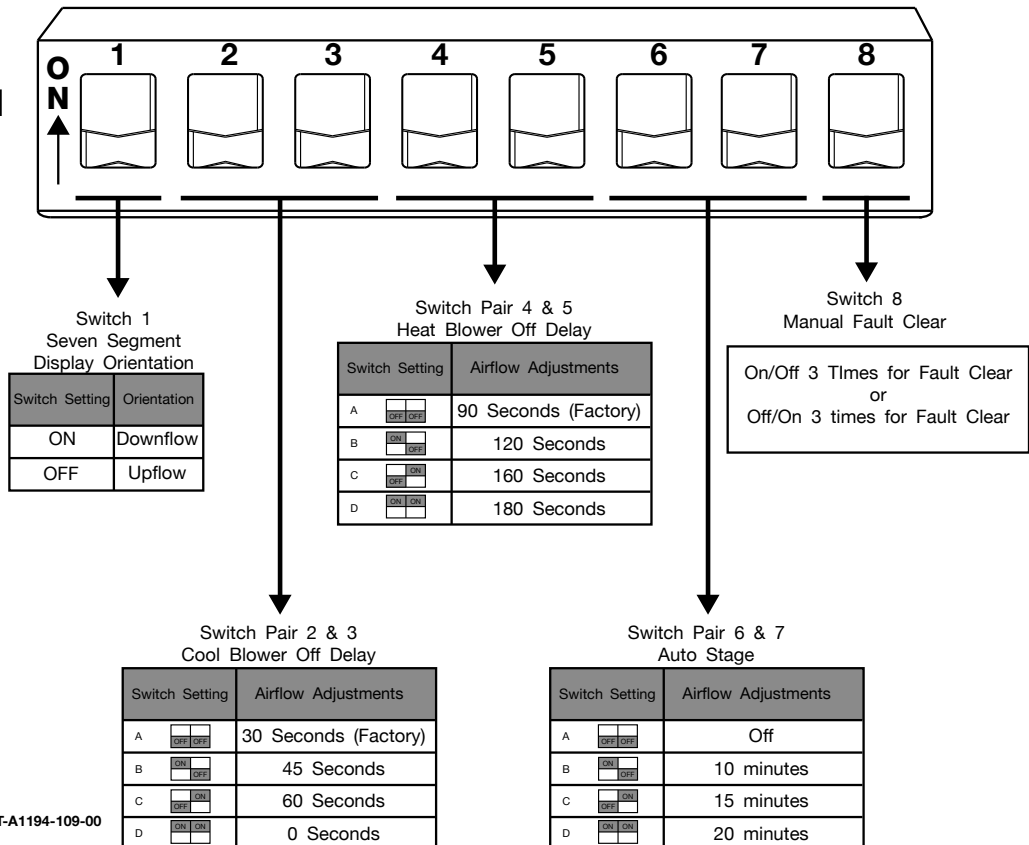 1 2 3 4 5 6 7 8
ON
Switch 1
Seven Segment
Display Orientation
Switch Setting Orientation
ON Downflow
OFF Upflow
Switch Pair 4 & 5
Heat Blower Off Delay
Switch Setting Airflow Adjustments
A OFF OFF 90 Seconds (Factory)
B ON OFF 120 Seconds
C OFF ON 160 Seconds
D ON ON 180 Seconds
Switch 8
Manual Fault Clear
On/Off 3 TImes for Fault Clear
or
Off/On 3 times for Fault Clear
Switch Pair 2 & 3
Cool Blower Off Delay
Switch Setting Airflow Adjustments
A OFF OFF 30 Seconds (Factory)
B ON OFF 45 Seconds
C OFF ON 60 Seconds
D ON ON 0 Seconds
Switch Pair 6 & 7
Auto Stage
Switch Setting Airflow Adjustments
A OFF OFF Off
B ON OFF 10 minutes
C OFF ON 15 minutes
D ON ON 20 minutes
T-A1194-109-00